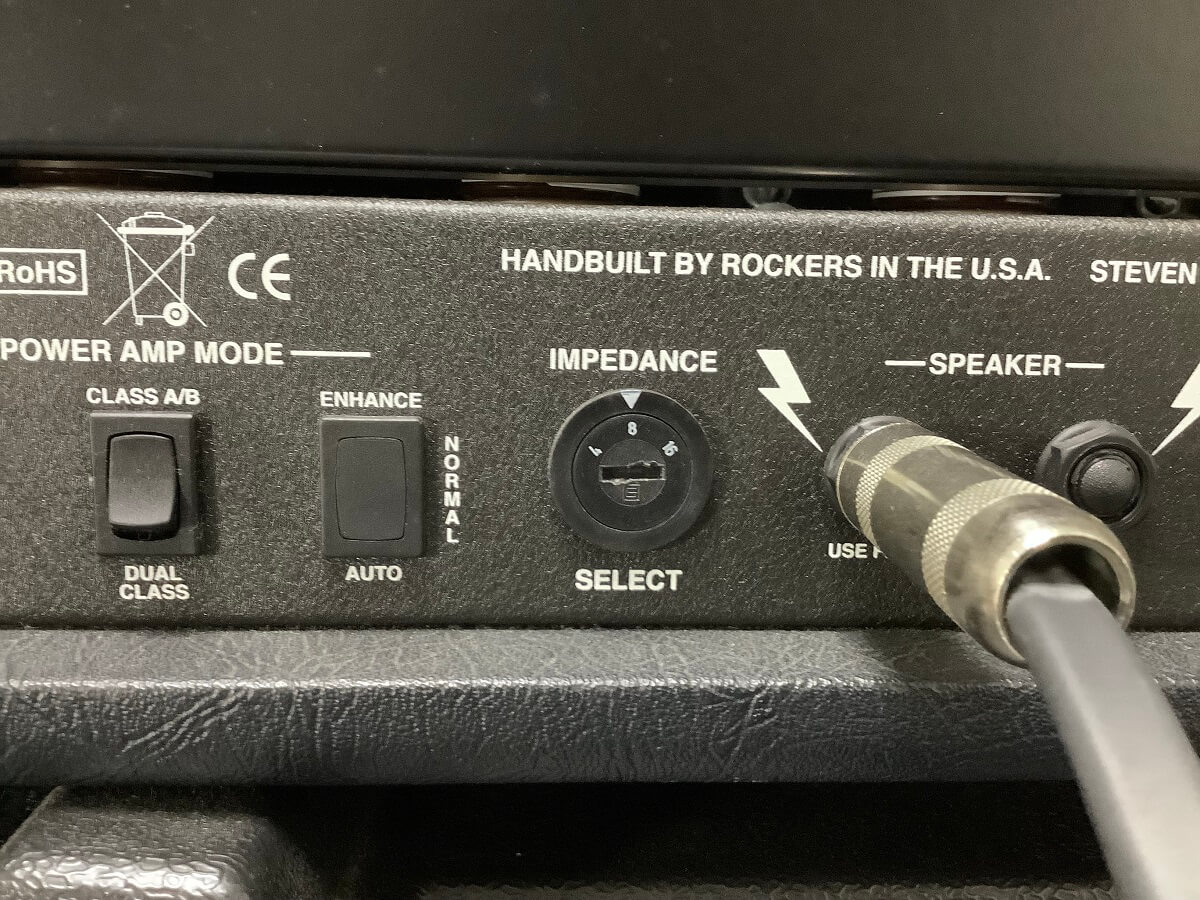 RoHS
CE
HANDBUILT BY ROCKERS IN THE U.S.A.
STEVEN
POWER AMP MODE
IMPEDANCE
SPEAKER
CLASS A/B
ENHANCE
NORMAL
4 8 16
USE
DUAL
CLASS
AUTO
SELECT